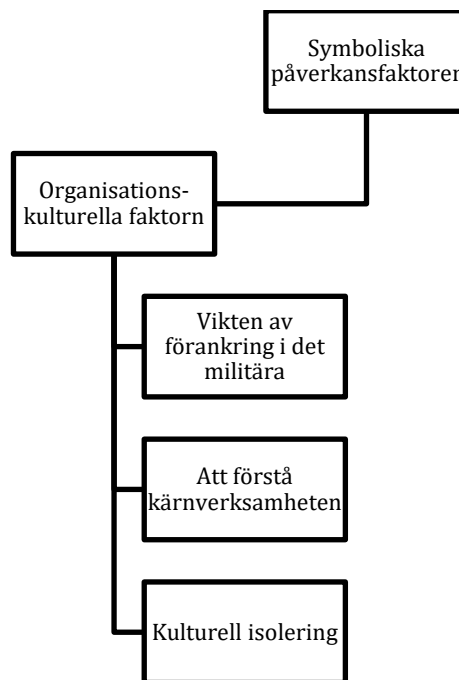 Symboliska
påverkansfaktorer
Organisations-
kulturella faktorn
Vikten av
förankring i det
militära
Att förstå
kärnverksamheten
Kulturell isolering